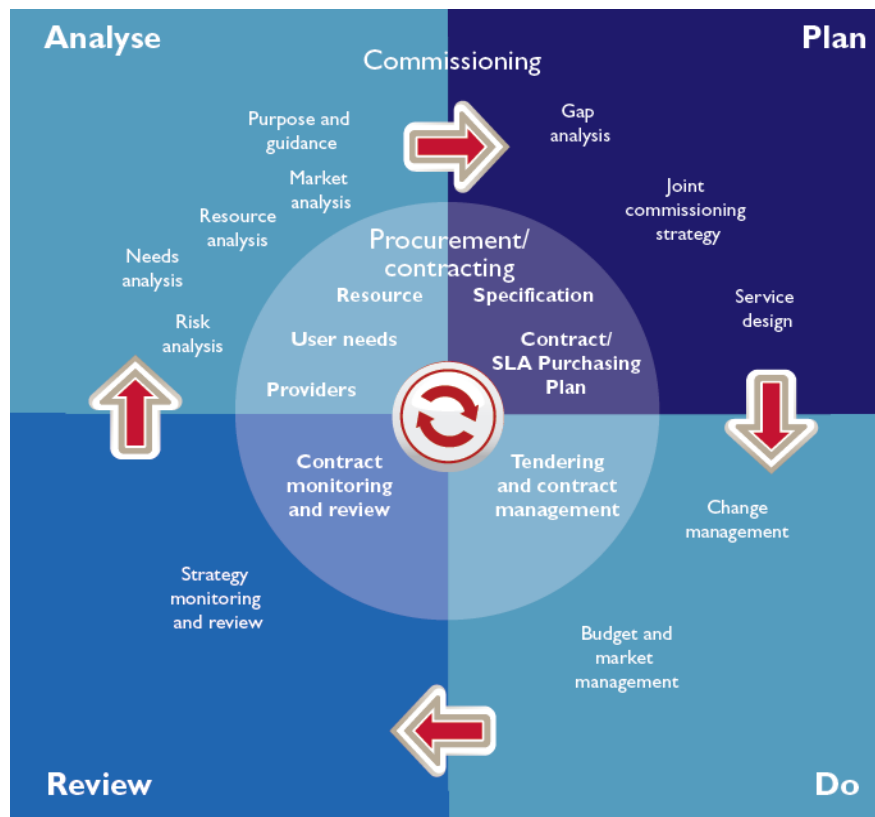 Analyse
Plan
Commissioning
Purpose and
guidance
Gap
analysis
Market
analysis
Joint
commissioning
strategy
Resource
analysis
Needs
analysis
Risk
analysis
Service
design
Procurement/
contracting
Resource
Specification
User needs
Contract/
SLA Purchasing
Plan
Providers
Contract
monitoring
and review
Tendering
and contract
management
Change
management
Strategy
monitoring
and review
Budget and
market
management
Review
Do